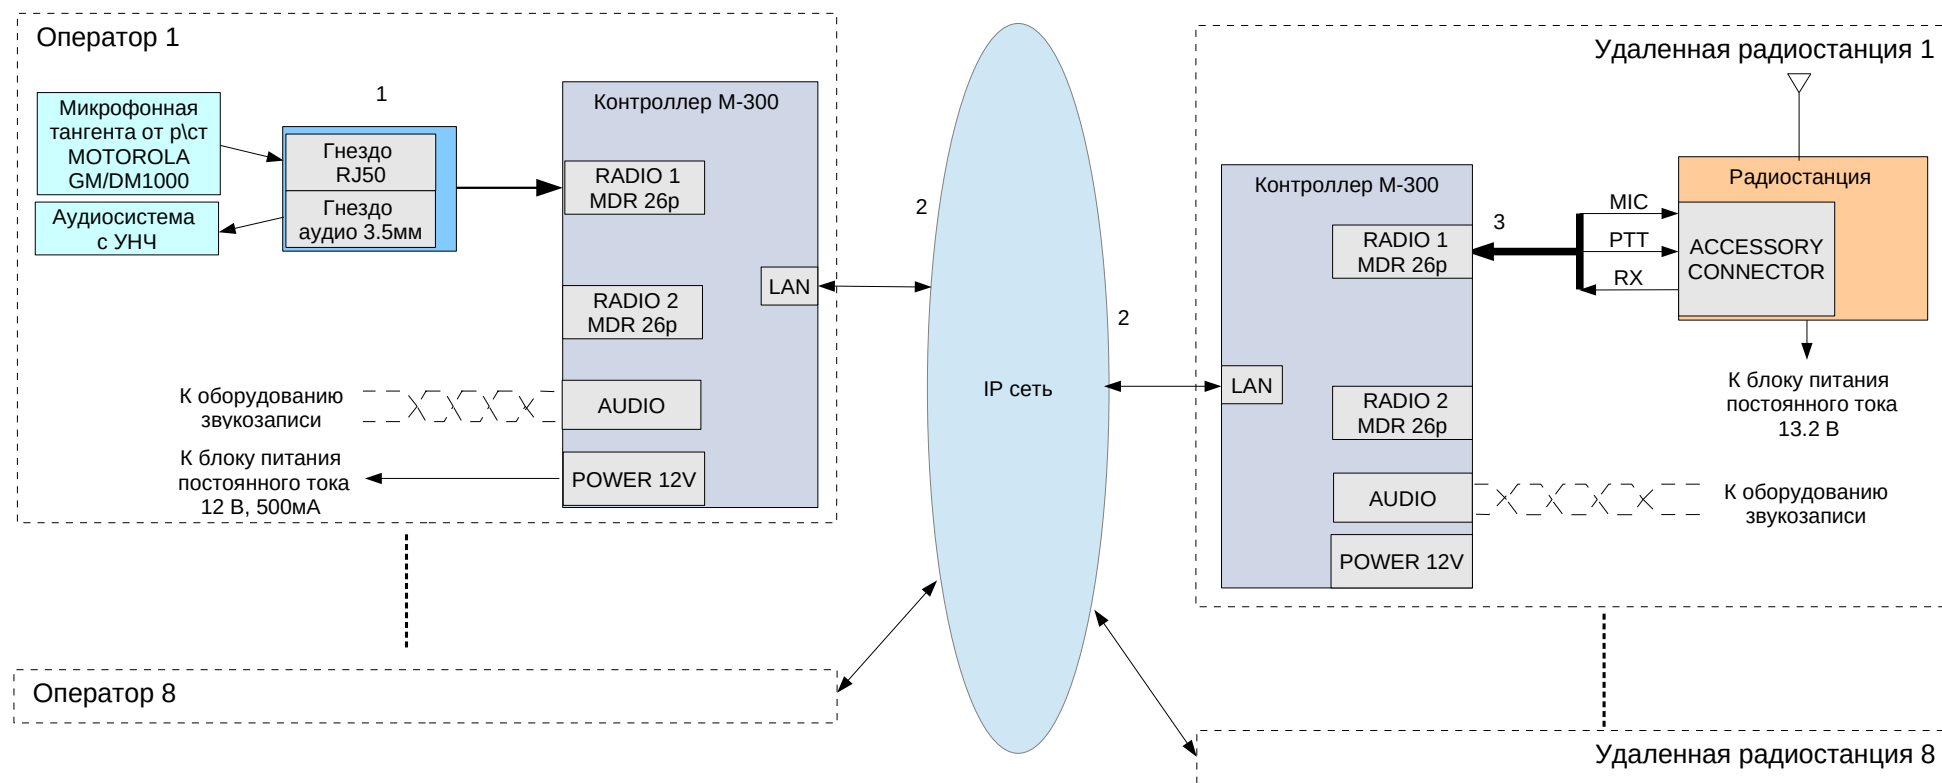 Оператор 1
Микрофонная
тангента от р\ст
MOTOROLA
GM/DM1000
Аудиосистема
с УНЧ
1
Гнездо
RJ50
Гнездо
аудио 3.5мм
Контроллер М-300
RADIO 1
MDR 26p
RADIO 2
MDR 26p
LAN
К оборудованию
звукозаписи
AUDIO
К блоку питания
постоянного тока
12 В, 500мА
POWER 12V
Оператор 8
2
IP сеть
2
Удаленная радиостанция 1
Контроллер М-300
RADIO 1
MDR 26p
3
MIC
PTT
RX
Радиостанция
ACCESSORY
CONNECTOR
LAN
RADIO 2
MDR 26p
К блоку питания
постоянного тока
13.2 В
AUDIO
К оборудованию
звукозаписи
POWER 12V
Удаленная радиостанция 8